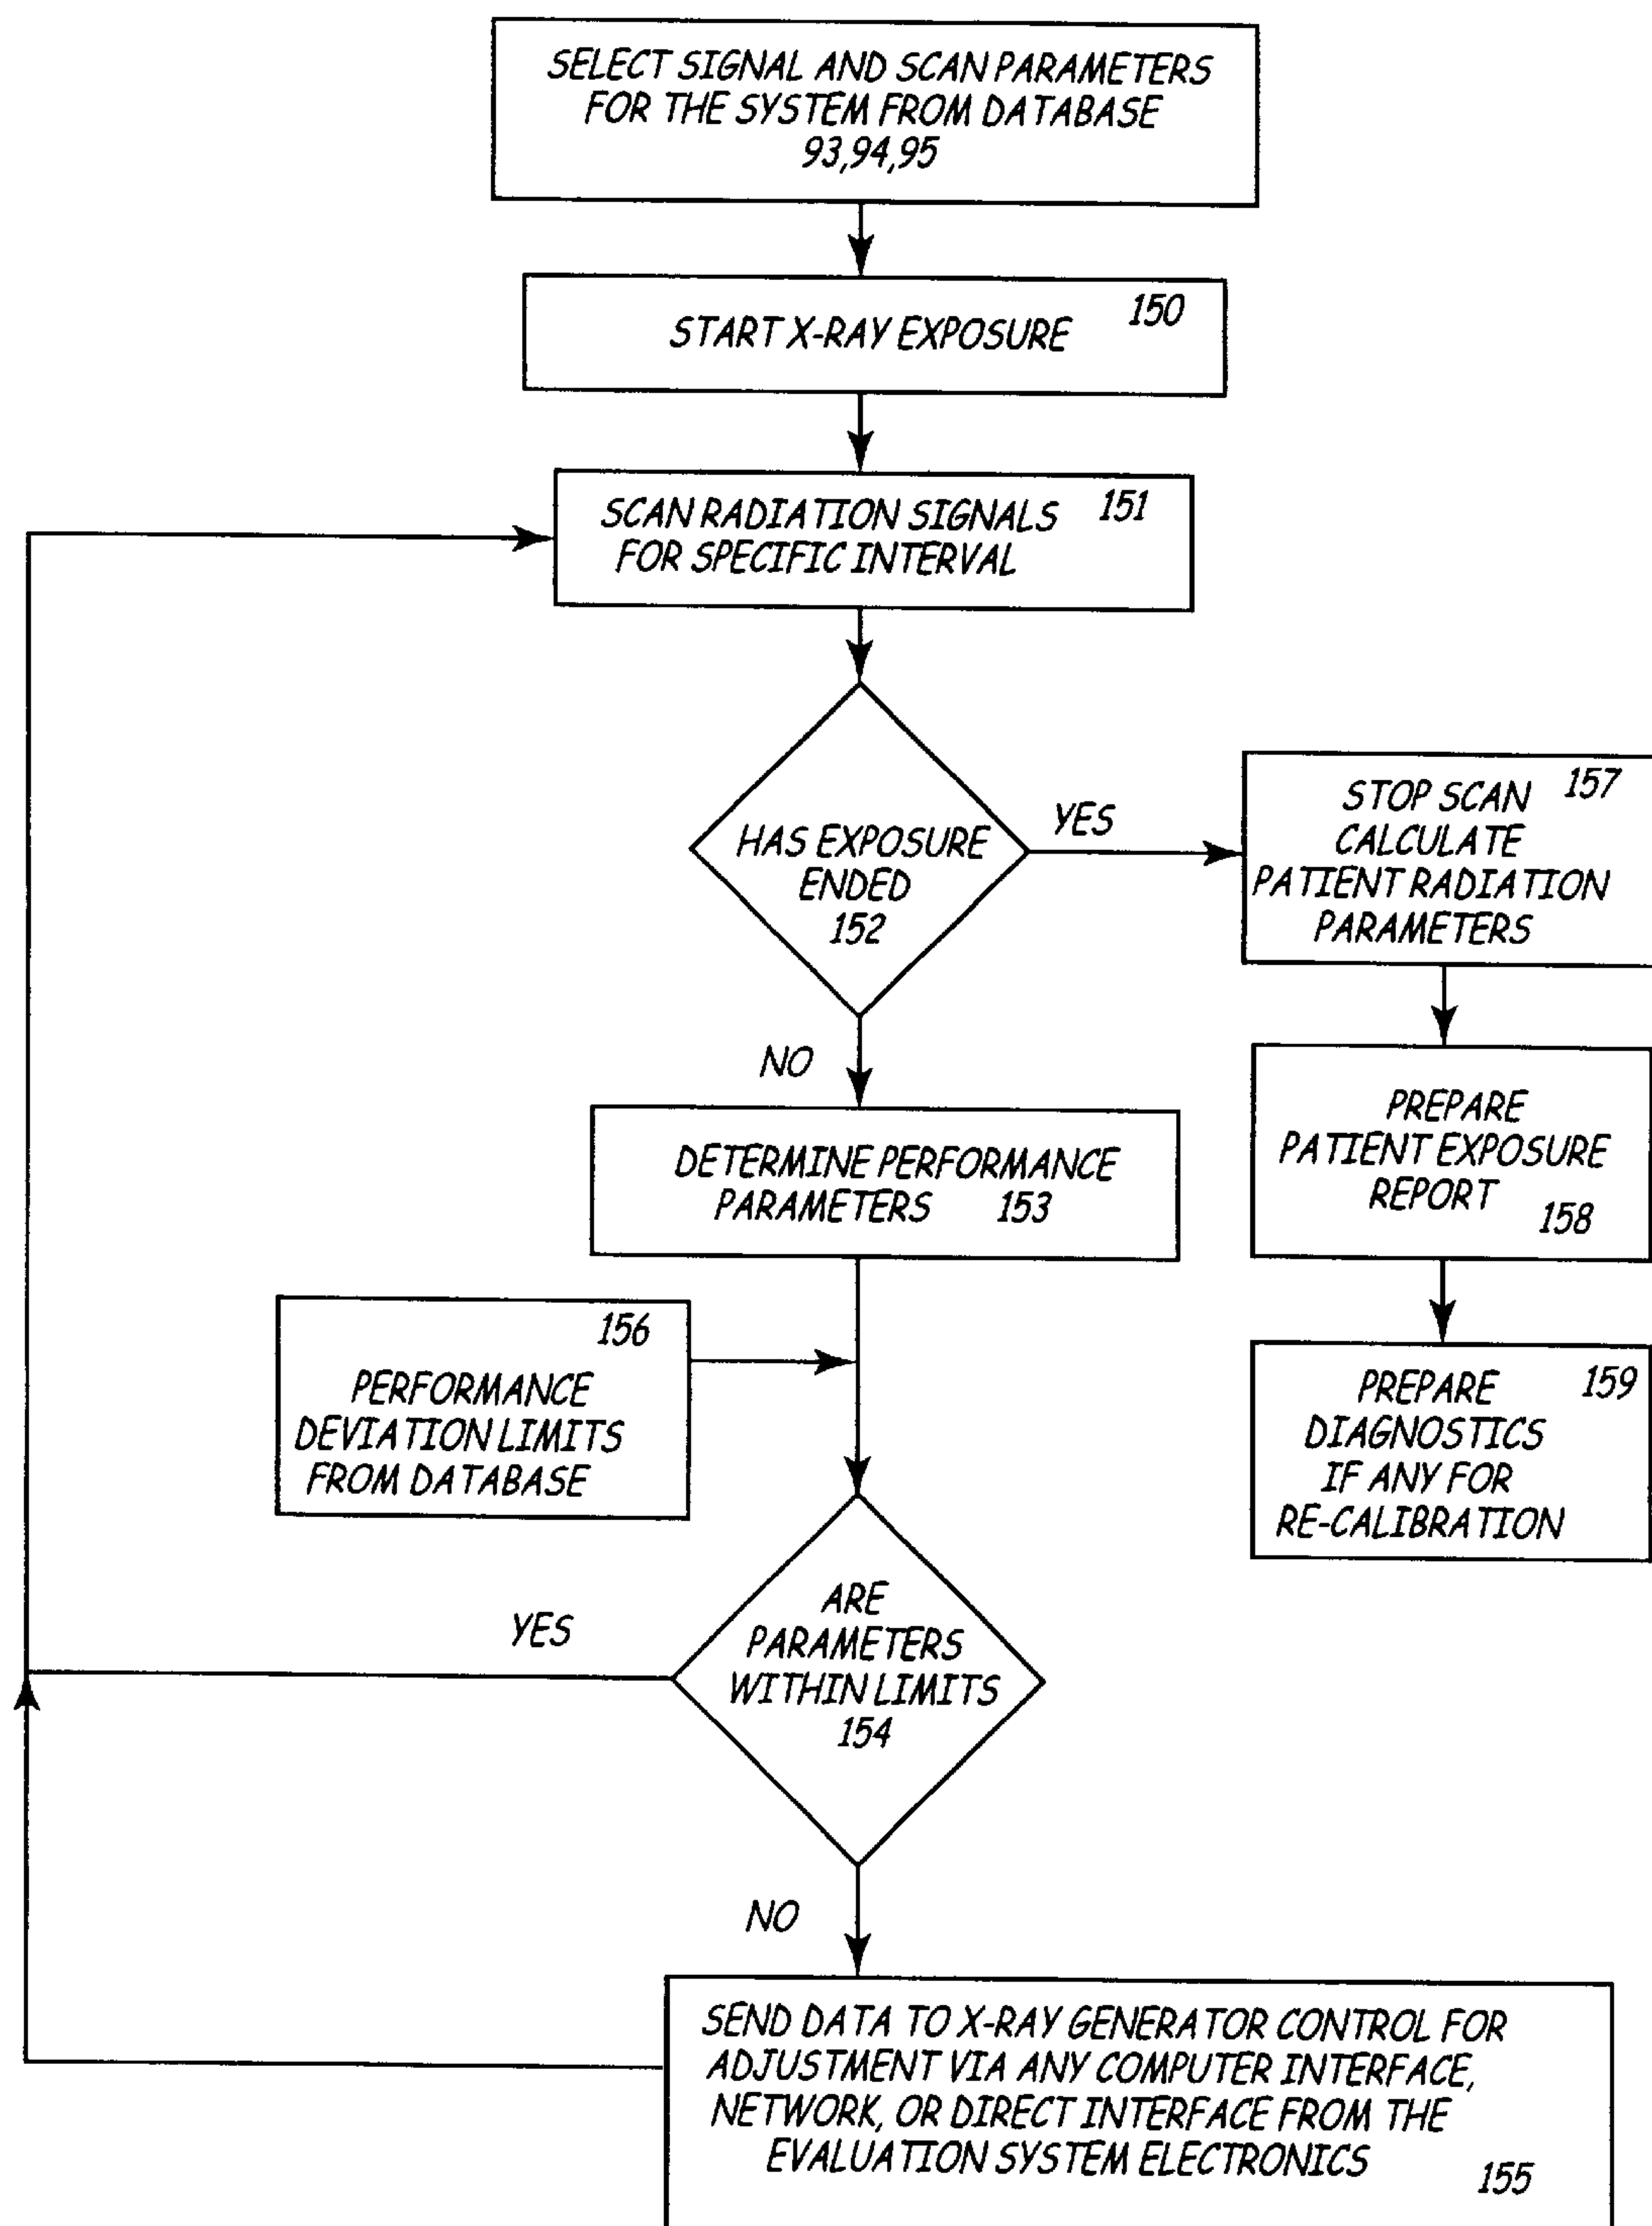 SELECT SIGNAL AND SCAN PARAMETERS
FOR THE SYSTEM FROM DATABASE
93,94,95
START X-RAY EXPOSURE 150
SCAN RADIATION SIGNALS 151
FOR SPECIFIC INTERVAL
HAS EXPOSURE
ENDED
152
YES
STOP SCAN 157
CALCULATE
PATIENT RADIATION
PARAMETERS
NO
PREPARE
PATIENT EXPOSURE
REPORT 158
DETERMINE PERFORMANCE
PARAMETERS 153
156
PERFORMANCE
DEVIATION LIMITS
FROM DATABASE
PREPARE 159
DIAGNOSTICS
IF ANY FOR
RE-CALIBRATION
ARE
PARAMETERS
WITHIN LIMITS
154
YES
NO
SEND DATA TO X-RAY GENERATOR CONTROL FOR
ADJUSTMENT VIA ANY COMPUTER INTERFACE,
NETWORK, OR DIRECT INTERFACE FROM THE
EVALUATION SYSTEM ELECTRONICS
155